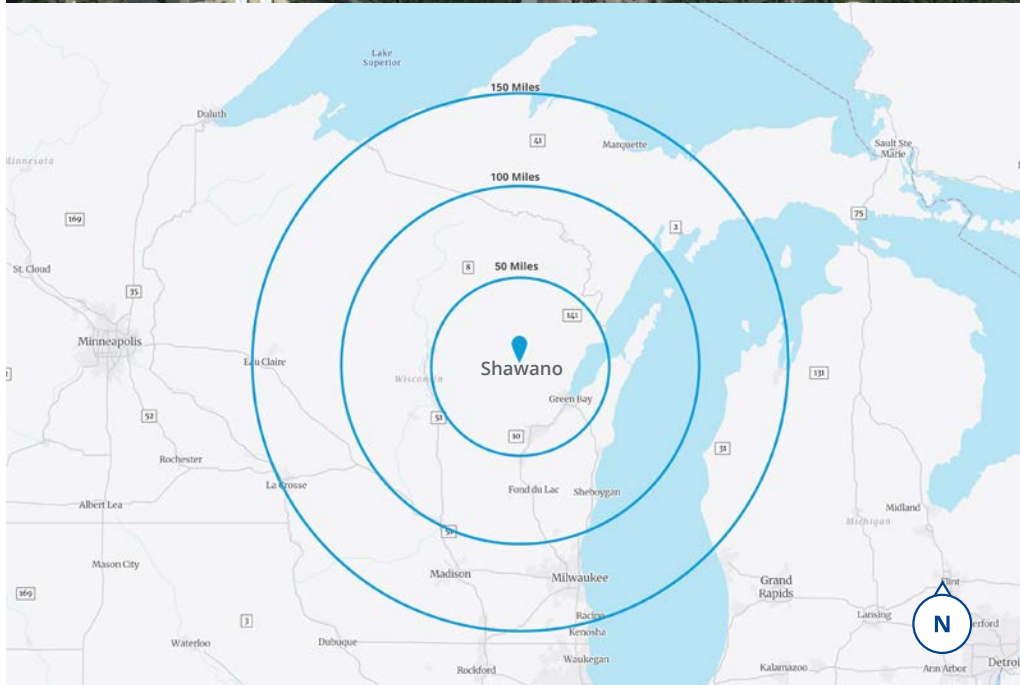 Lake
Superior
150 Miles
Duluth
41
Marquette
Sault Ste
Marie
Minnesota
100 Miles
169
75
2
St. Cloud
8
50 Miles
35
141
Minneapolis
Shawano
Eau Claire
131
Wisconsin
Green Bay
51
52
10
31
Rochester
La Crosse
Fond du Lac
Sheboygan
Albert Lea
Midland
Michigan
51
Mason City
Madison
Milwaukee
Grand
Rapids
Flint
169
Lansing
3
Racine
N
erford
Kenosha
Waterloo
Dubuque
Waukegan
Rockford
Kalamazoo
Ann Arbor
Detroi